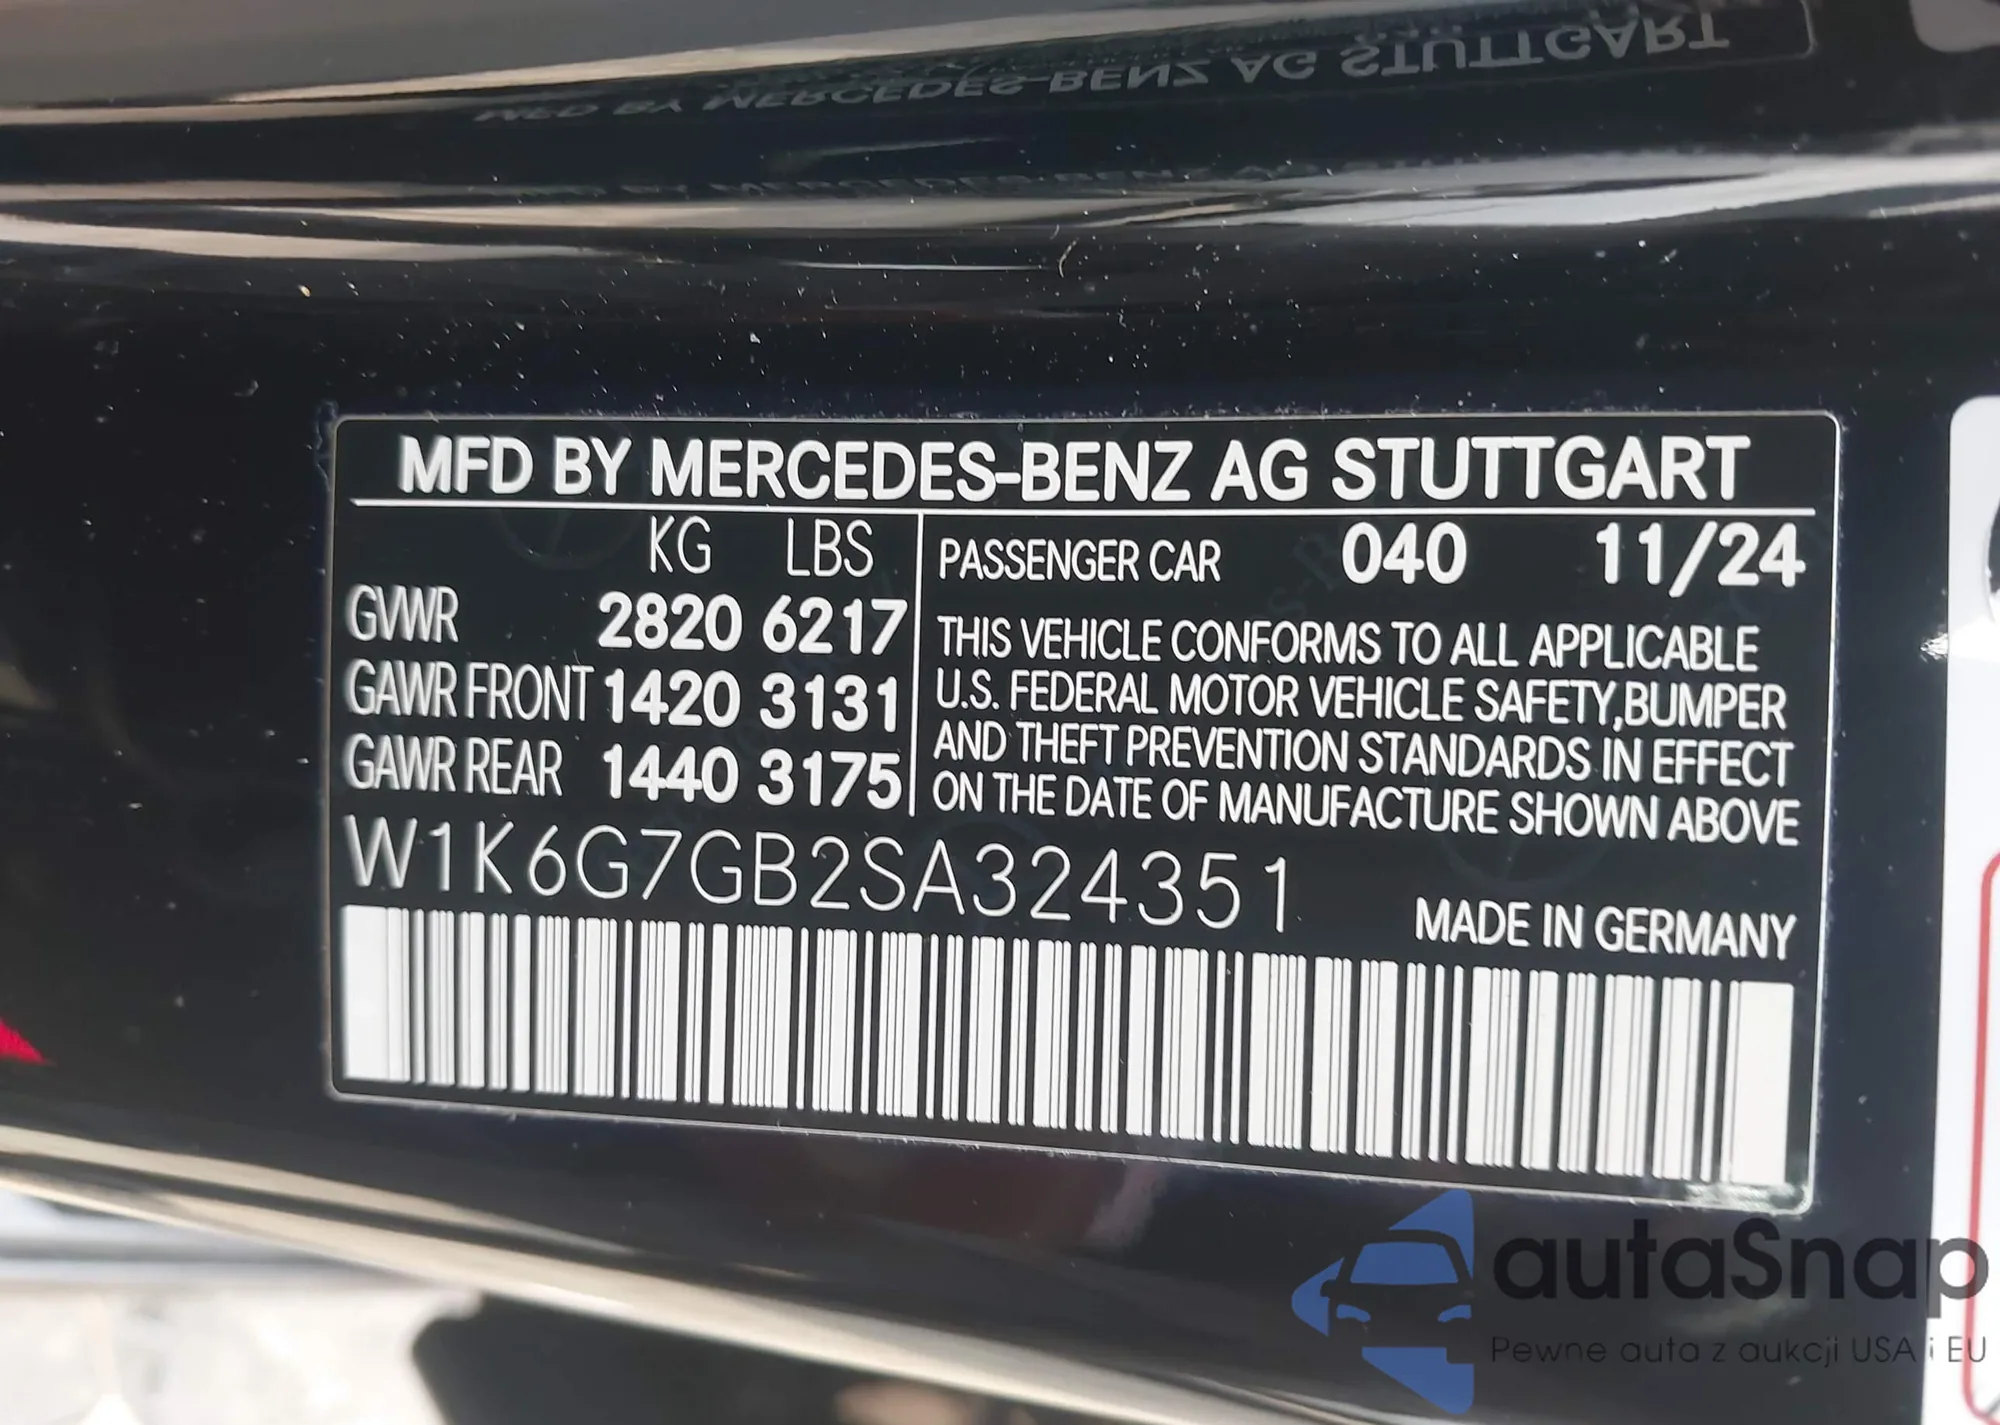 MFD BY MERCEDES-BENZ AG STUTTGART
MFD BY MERCEDES-BENZ AG STUTTGART
KG LBS
GVWR 2820 6217
GAWR FRONT 1420 3131
GAWR REAR 1440 3175
PASSENGER CAR 040 11/24
THIS VEHICLE CONFORMS TO ALL APPLICABLE
U.S. FEDERAL MOTOR VEHICLE SAFETY,BUMPER
AND THEFT PREVENTION STANDARDS IN EFFECT
ON THE DATE OF MANUFACTURE SHOWN ABOVE
W1K6G7GB2SA324351
MADE IN GERMANY
autaSnap
Pewne auta z aukcji USA i EU